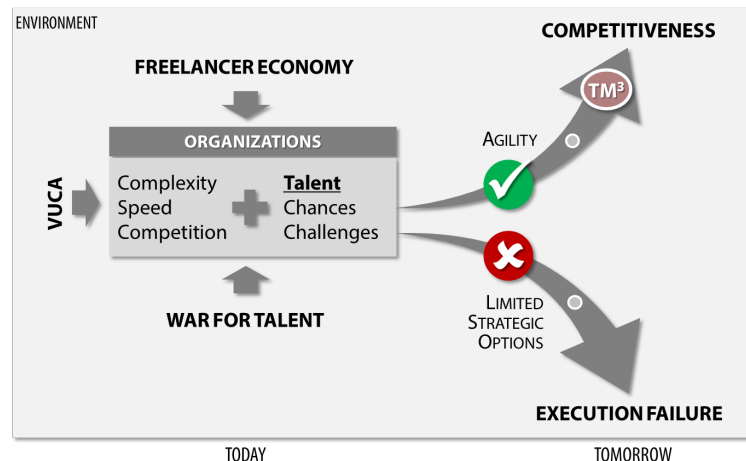 ENVIRONMENT
COMPETITIVENESS
FREELANCER ECONOMY
TM³
ORGANIZATIONS
AGILITY
VUCA
Complexity
Speed
Competition
Talent
Chances
Challenges
WAR FOR TALENT
LIMITED
STRATEGIC
OPTIONS
EXECUTION FAILURE
TODAY
TOMORROW